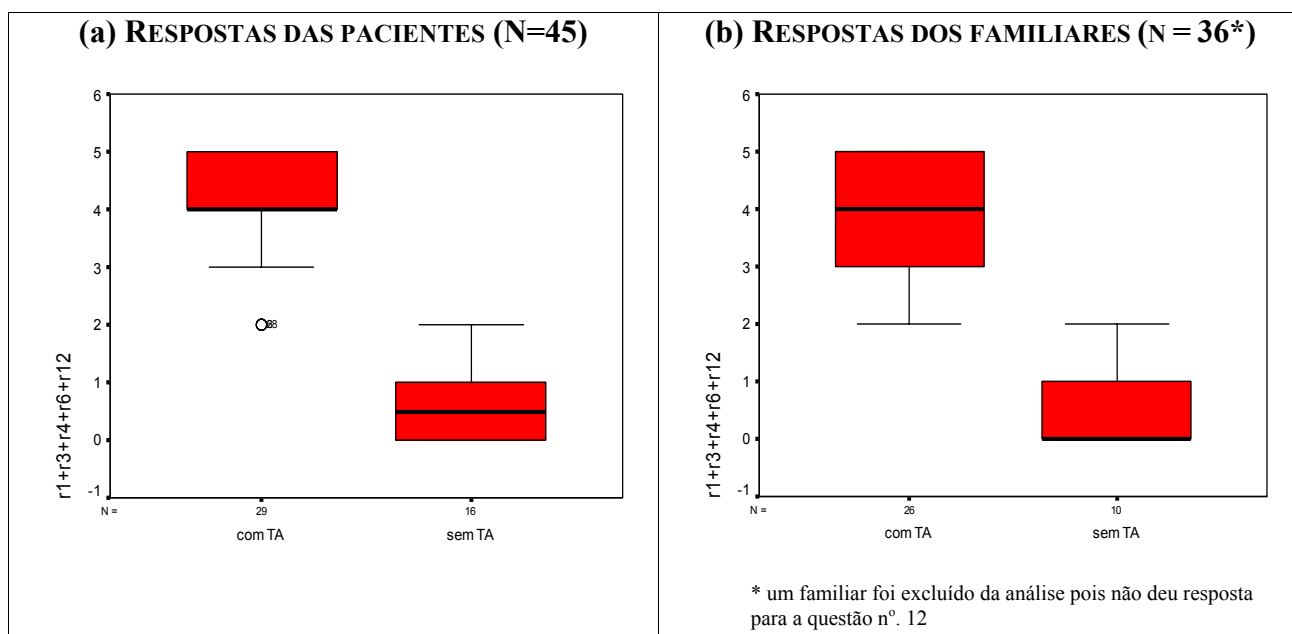 (a) RESPOSTAS DAS PACIENTES (N=45)
6
5
4
3
2
1
0
-1
r1+r3+r4+r6+r12
N =
29
16
com TA
sem TA
(b) RESPOSTAS DOS FAMILIARES (N = 36*)
6
5
4
3
2
1
0
-1
r1+r3+r4+r6+r12
N =
26
10
com TA
sem TA
* um familiar foi excluído da análise pois não deu resposta
para a questão nº. 12